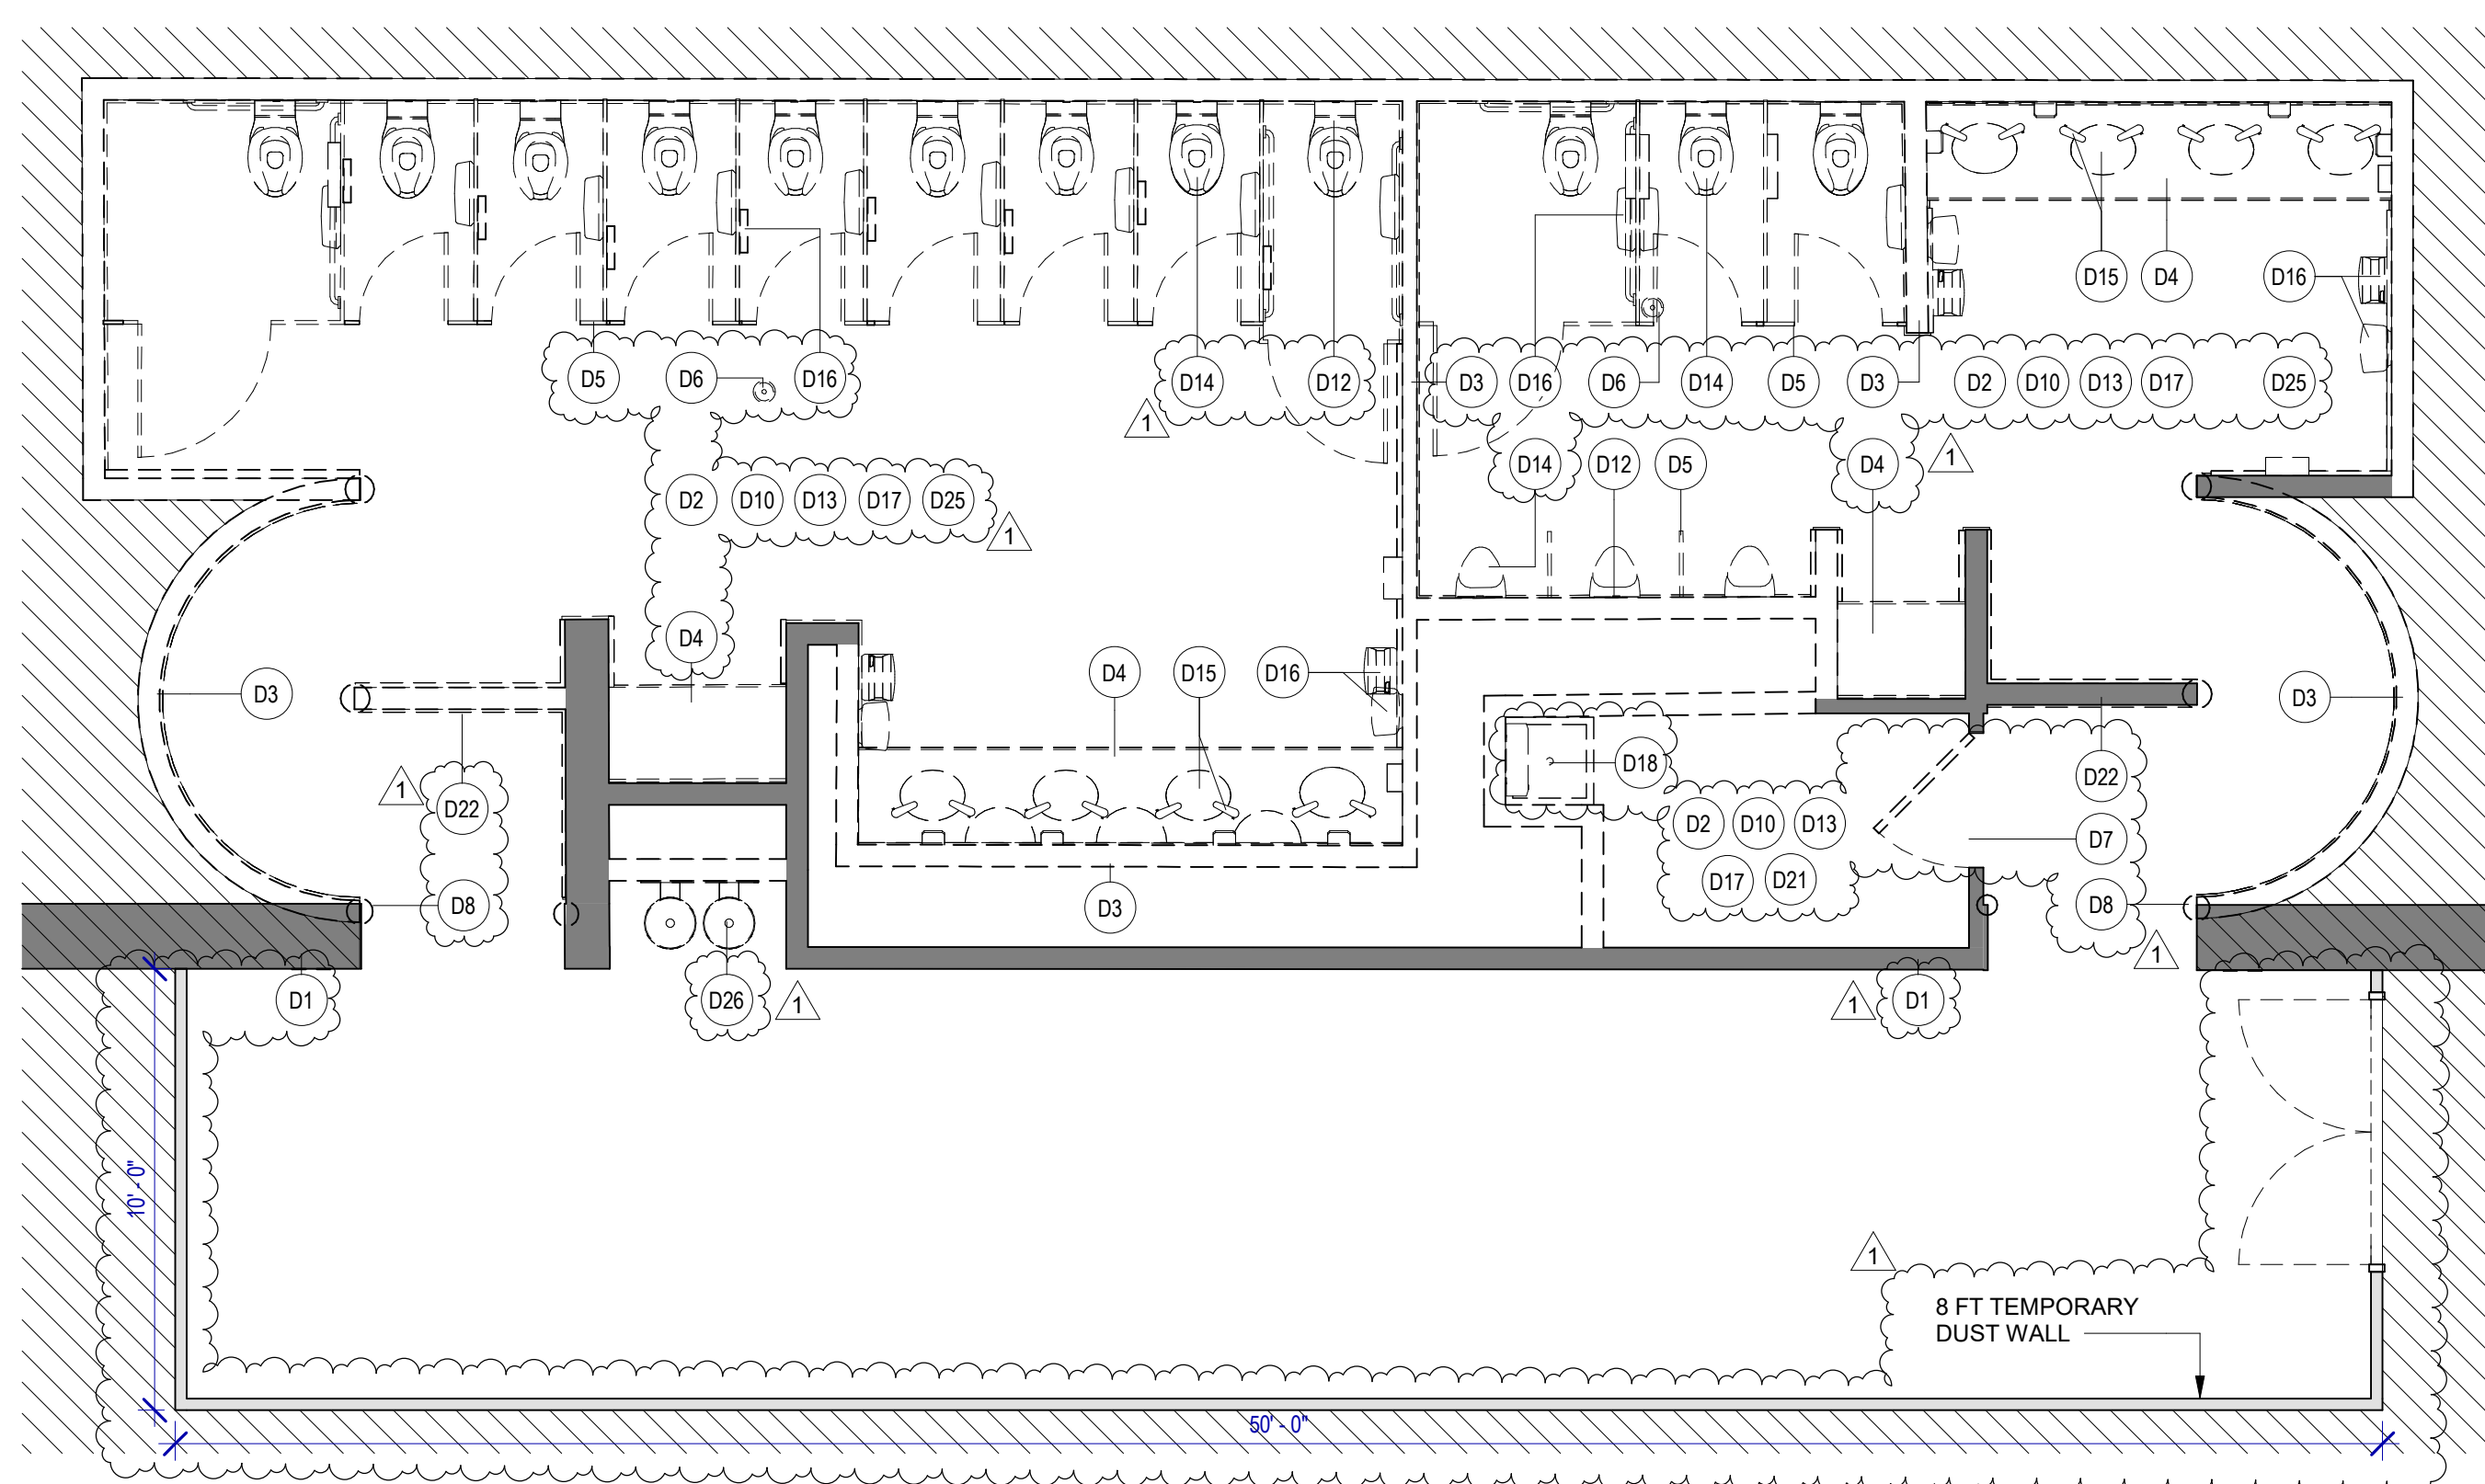 D15 D4 D16
D5 D6 D16 D14 D12 D3 D16 D6 D14 D5 D3 D2 D10 D13 D17 D25
1
D14 D12 D5 D4 1
D2 D10 D13 D17 D25
1
D4
D3 D4 D15 D16 D3
D18 D22
1
D22 D2 D10 D13 D7
D17 D21
D8 D3 D8
1
D1 D26 1 1 D1
10' - 0"
1
8 FT TEMPORARY
DUST WALL
50' - 0"